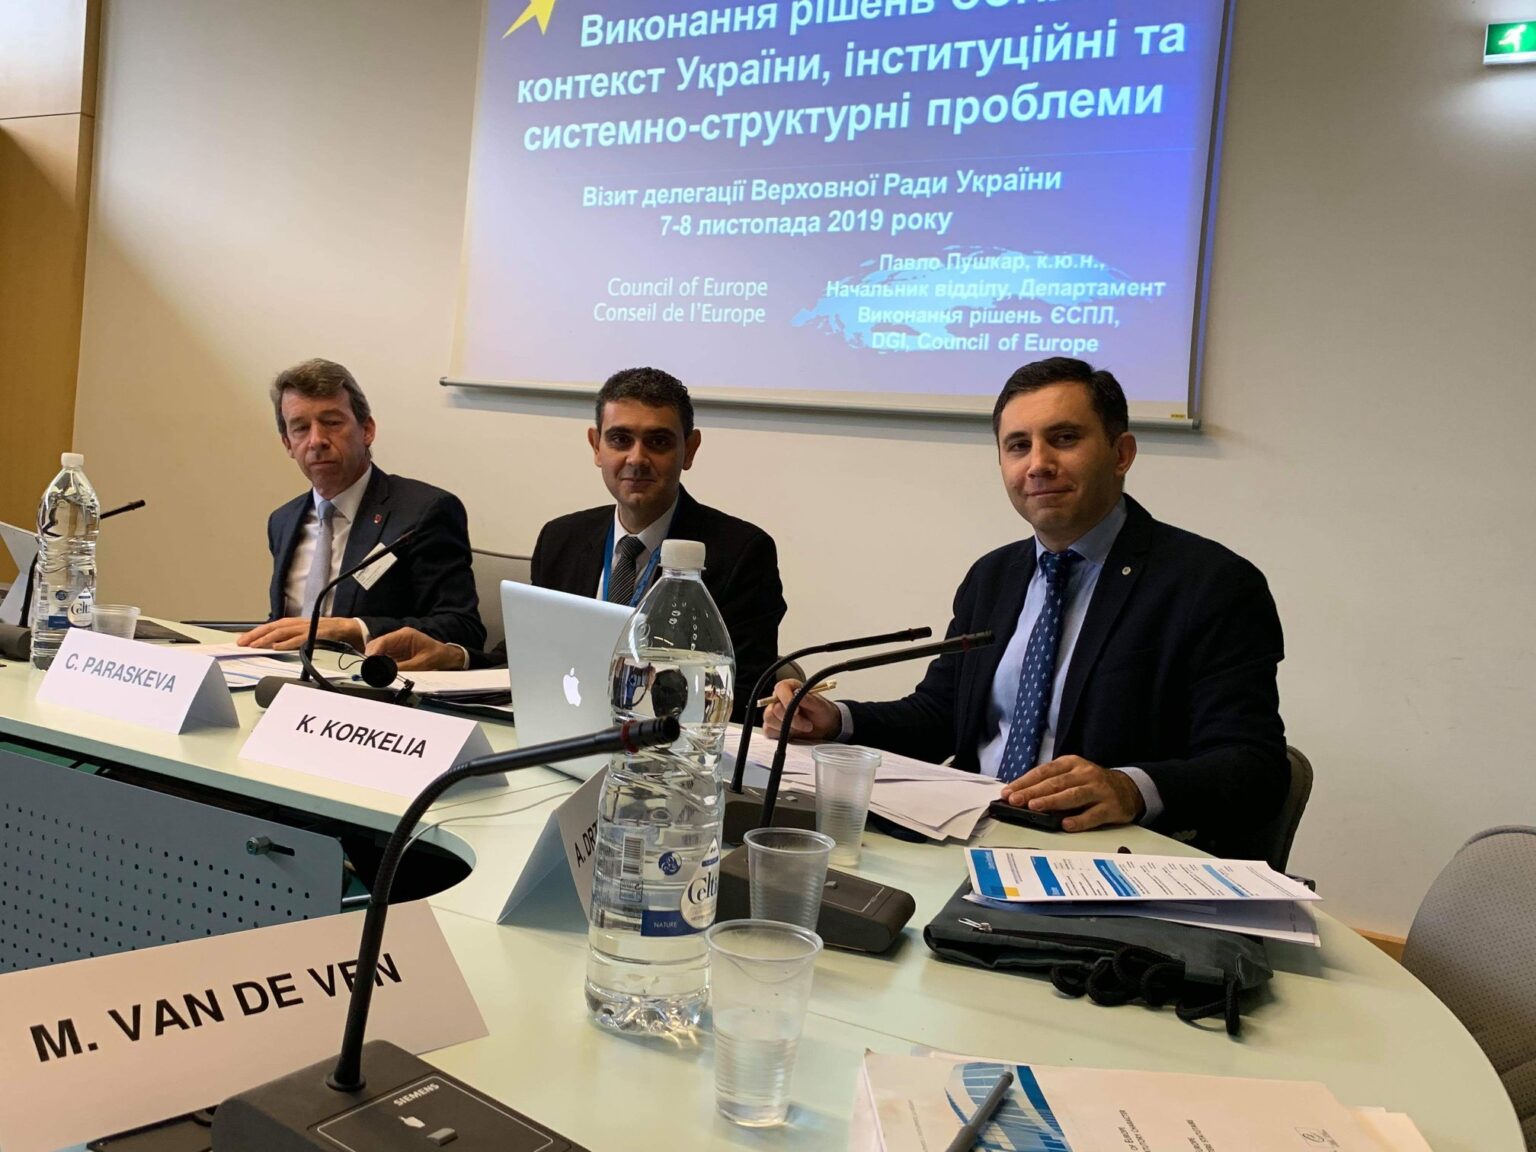 Виконання рішень
контекст України, інституційні та
системно-структурні проблеми
Візит делегації Верховної Ради України
7-8 листопада 2019 року
Павло Пушкар, к.ю.н.,
Начальник відділу, Департамент
Виконання рішень ЄСПЛ,
DGI, Council of Europe
Council of Europe
Conseil de l'Europe
C. PARASKEVA
K. KORKELIA
M. VAN DE VEN
NATURE
SIEMENS